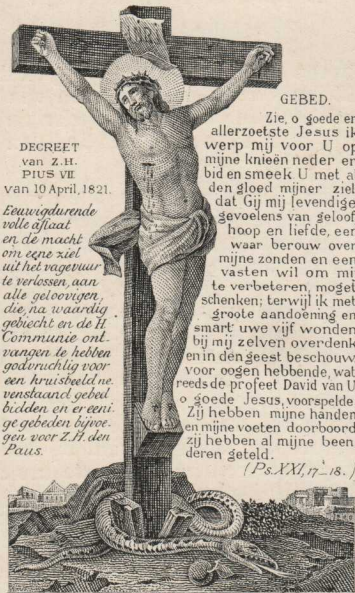 INRI
DECREET
van Z.H.
PIUS VII
van 10 April, 1821.
Eeuwigdurende
volle aflaat
en de macht
om eene ziel
uit het vagevuur
te verlossen, aan
alle geloovigen
die, na waardig
gebiecht en de H.
Communie ont-
vangen te hebben
godvruchtig voor
een kruisbeeld ne-
venstaand gebed
bidden en er eeni-
ge gebeden bijvoe-
gen voor Z.H. den
Paus.
GEBED.
Zie, o goede en
allerzoetste Jesus ik
werp mij voor U op
mijne knieën neder en
bid en smeek U met al
den gloed mijner ziel
dat Gij mij levendige
gevoelens van geloof
hoop en liefde, een
waar berouw over
mijne zonden en een
vasten wil om mij
te verbeteren, moget
schenken; terwijl ik met
groote aandoening en
smart uwe vijf wonden
bij mij zelven overdenk
en in den geest beschouw
voor oogen hebbende, wat
reeds de profeet David van U
o goede Jesus, voorspelde
Zij hebben mijne handen
en mijne voeten doorboord
zij hebben al mijne been-
deren geteld.
(Ps. XXI, 17-18.)